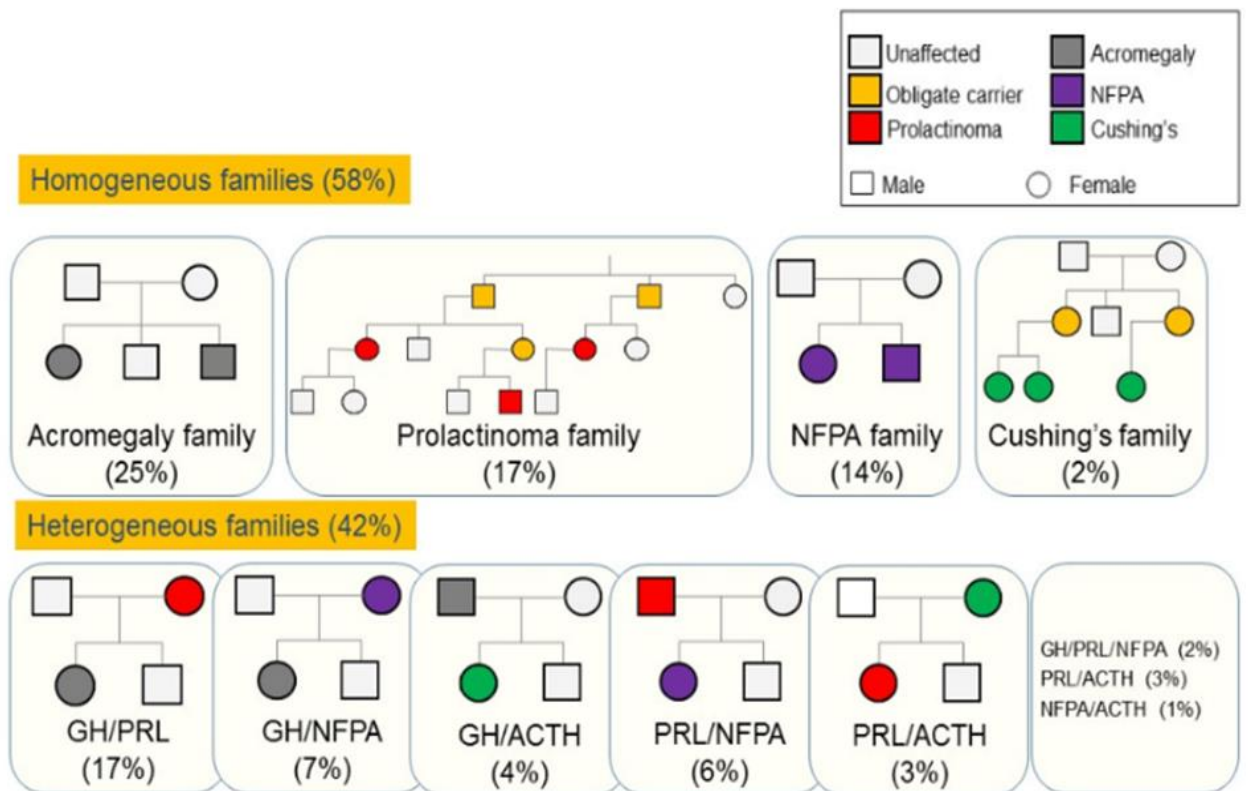 Unaffected
Acromegaly
Obligate carrier
NFPA
Prolactinoma
Cushing's
Male
Female
Homogeneous families (58%)
Acromegaly family
(25%)
Prolactinoma family
(17%)
NFPA family
(14%)
Cushing's family
(2%)
Heterogeneous families (42%)
GH/PRL
(17%)
GH/NFPA
(7%)
GH/ACTH
(4%)
PRL/NFPA
(6%)
PRL/ACTH
(3%)
GH/PRL/NFPA (2%)
PRL/ACTH (3%)
NFPA/ACTH (1%)